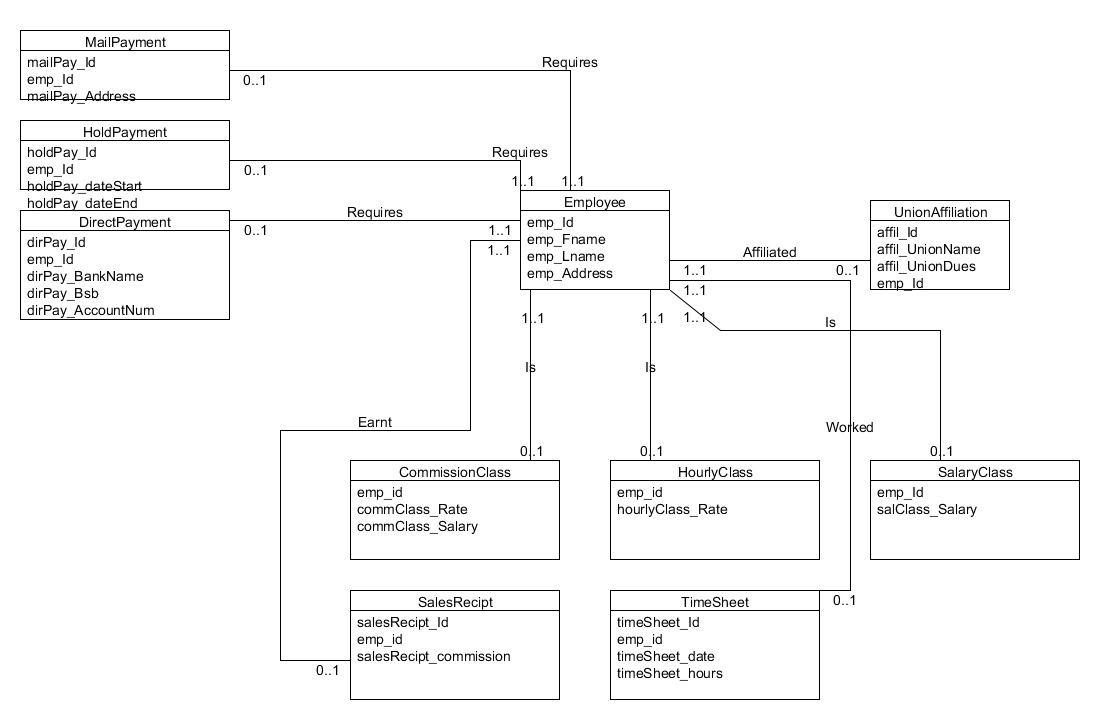 MailPayment
mailPay_Id
emp_Id
mailPay_Address
0..1
Requires
HoldPayment
holdPay_Id
emp_Id
holdPay_dateStart
holdPay_dateEnd
0..1
Requires
1..1
1..1
DirectPayment
dirPay_Id
emp_Id
dirPay_BankName
dirPay_Bsb
dirPay_AccountNum
0..1
Requires
1..1
1..1
Employee
emp_Id
emp_Fname
emp_Lname
emp_Address
UnionAffiliation
affil_Id
affil_UnionName
affil_UnionDues
emp_Id
Affiliated
1..1
0..1
1..1
1..1
1..1
1..1
Is
Is
Is
Earnt
Worked
0..1
0..1
0..1
CommissionClass
emp_id
commClass_Rate
commClass_Salary
HourlyClass
emp_id
hourlyClass_Rate
SalaryClass
emp_Id
salClass_Salary
SalesRecipt
salesRecipt_Id
emp_id
salesRecipt_commission
0..1
TimeSheet
timeSheet_Id
emp_id
timeSheet_date
timeSheet_hours
0..1